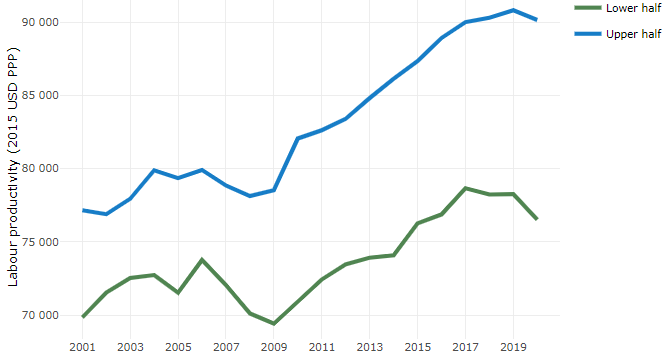 Lower half
Upper half
Labour productivity (2015 USD PPP)
90 000
85 000
80 000
75 000
70 000
2001 2003 2005 2007 2009 2011 2013 2015 2017 2019